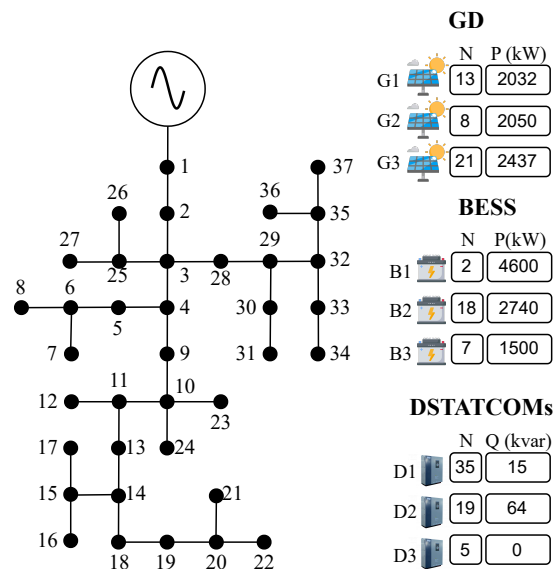 GD
N P (kW)
G1 13 2032
G2 8 2050
G3 21 2437
BESS
N P(kW)
B1 2 4600
B2 18 2740
B3 7 1500
DSTATCOMs
N Q (kvar)
D1 35 15
D2 19 64
D3 5 0
1 37
26 36
2 35
27 29
25 3 28 32
8 6
5 4 30 33
7 9 31 34
11 10
12 23
17 13 24
15 14 21
16 18 19 20 22